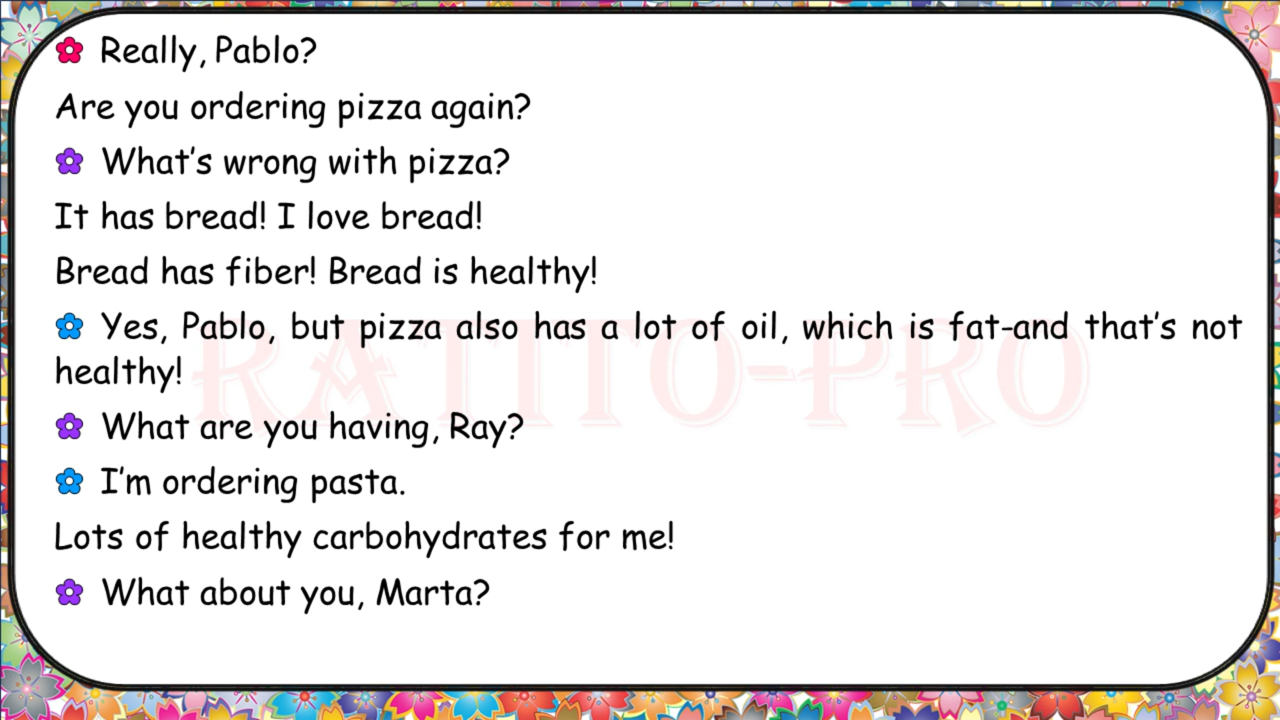 Really, Pablo?
Are you ordering pizza again?
What's wrong with pizza?
It has bread! I love bread!
Bread has fiber! Bread is healthy!
Yes, Pablo, but pizza also has a lot of oil, which is fat-and that's not
healthy!
RATITO-PRO
What are you having, Ray?
I'm ordering pasta.
Lots of healthy carbohydrates for me!
What about you, Marta?